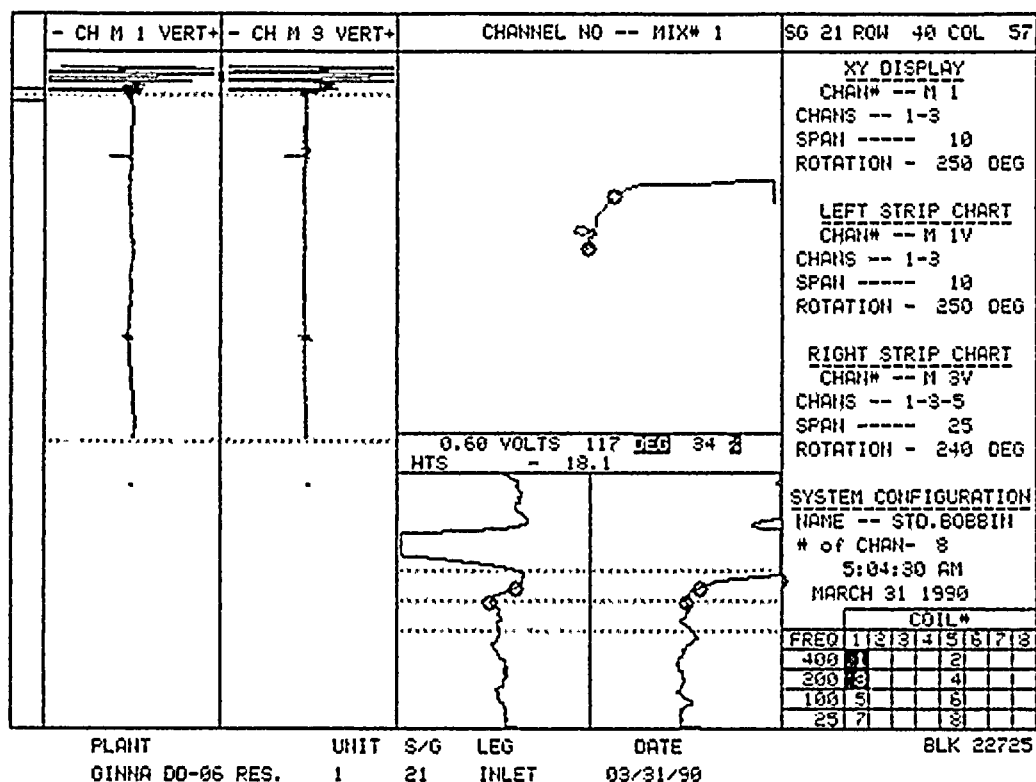 - CH M 1 VERT+
- CH M 3 VERT+
CHANNEL NO -- MIX# 1
SG 21 ROW 40 COL 57
XY DISPLAY
CHAN# -- M 1
CHANS -- 1-3
SPAN ----- 10
ROTATION - 250 DEG
LEFT STRIP CHART
CHAN# -- M 1V
CHANS -- 1-3
SPAN ----- 10
ROTATION - 250 DEG
RIGHT STRIP CHART
CHAN# -- M 3V
CHANS -- 1-3-5
SPAN ----- 25
ROTATION - 240 DEG
0.60 VOLTS 117 DEG 34 %
HTS - 18.1
SYSTEM CONFIGURATION
NAME -- STD.BOBBIN
# of CHAN- 8
5:04:30 AM
MARCH 31 1990
COIL#
FREQ 1 2 3 4 5 6 7 8
400 1 2
200 3 4
100 5 6
25 7 8
PLANT UNIT S/G LEG DATE BLK 22725
GINNA DD-06 RES. 1 21 INLET 03/31/90